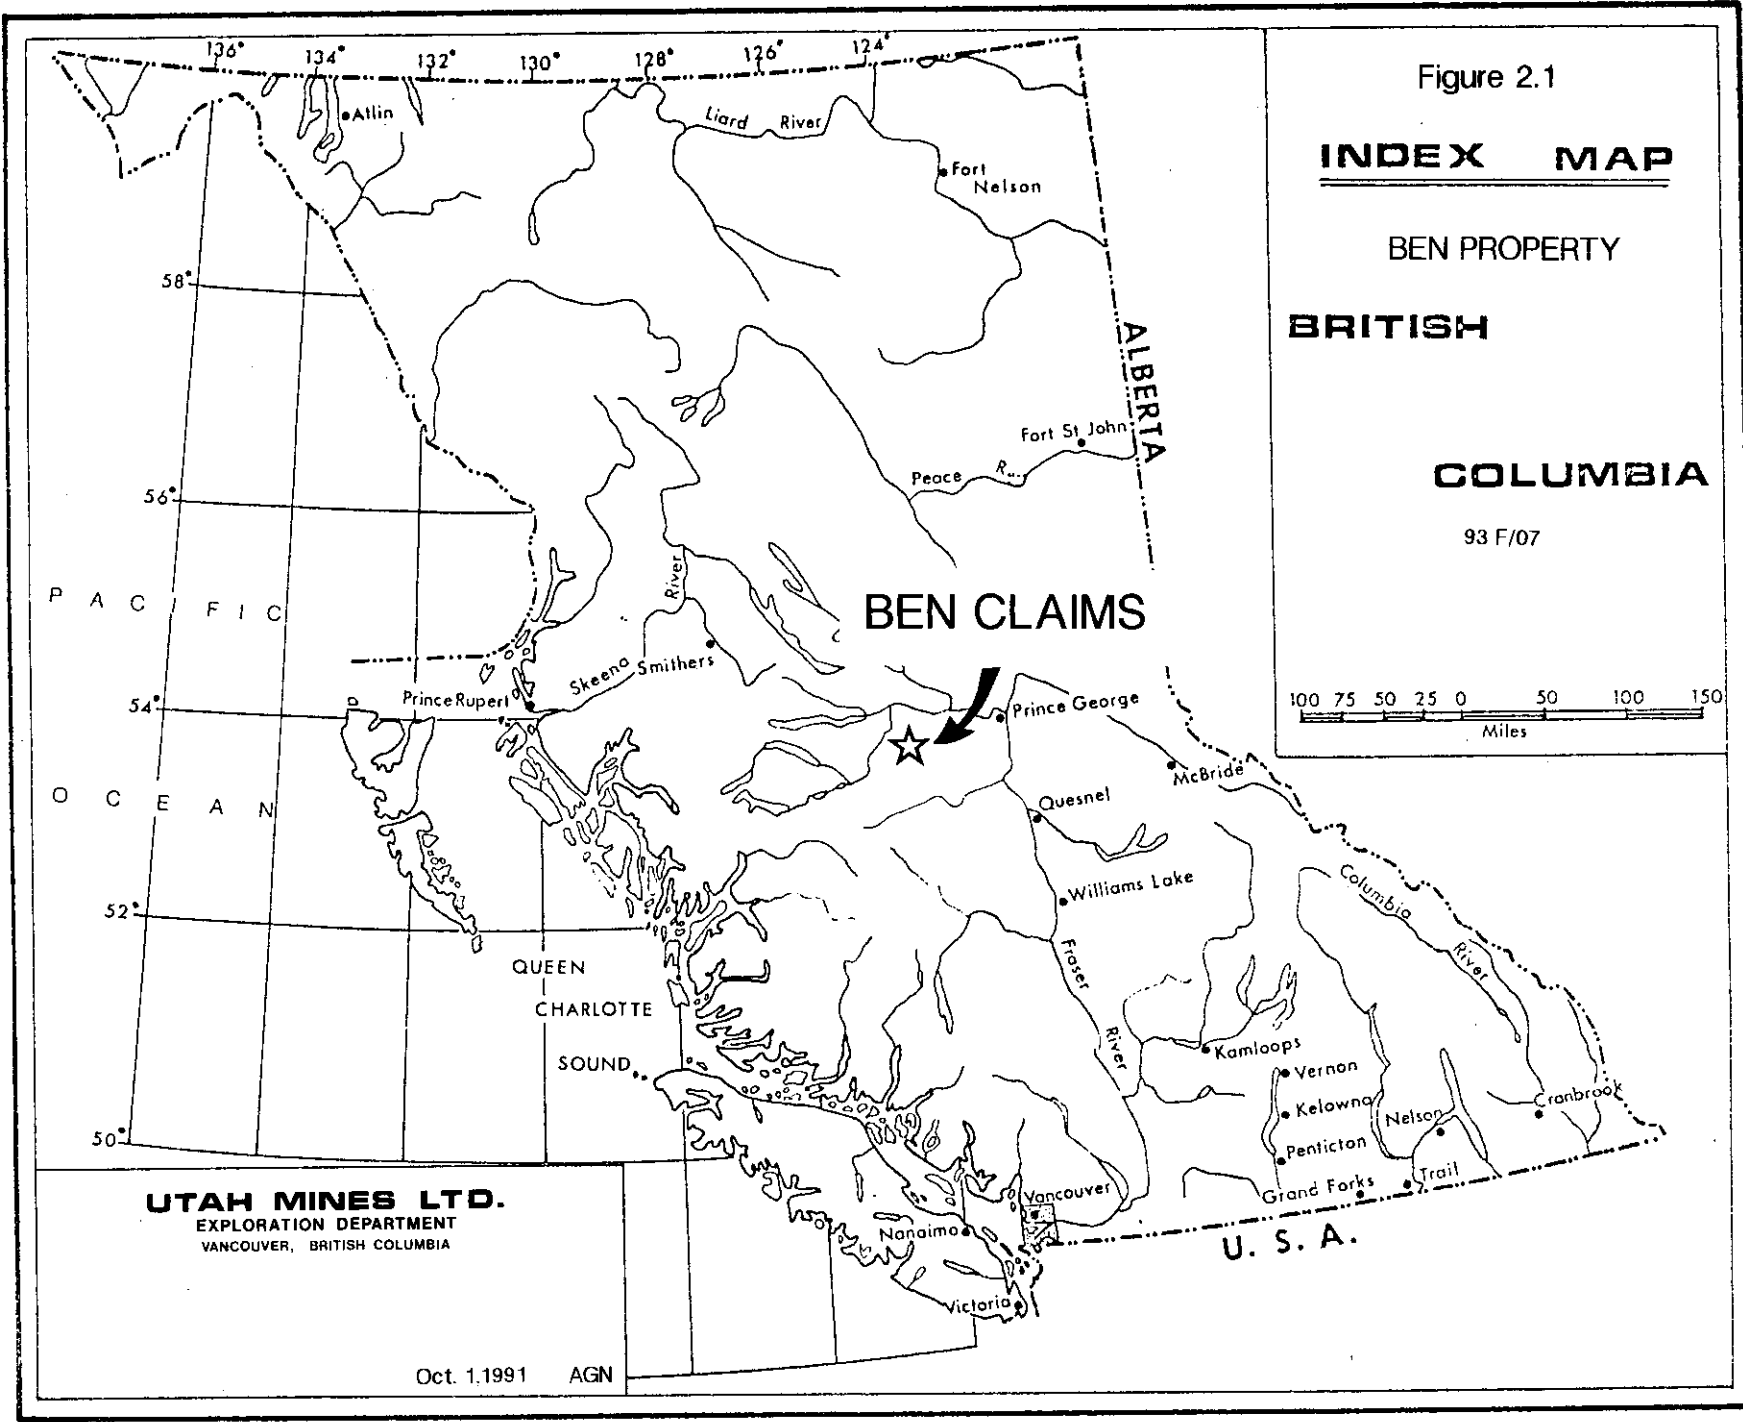 136° 134° 132° 130° 128° 126° 124°
Atlin
Liard River
Fort
Nelson
58°
ALBERTA
Fort St John
Peace R...
56°
PACIFIC
River
BEN CLAIMS
Skeena
Smithers
54°
Prince Rupert
Prince George
McBride
OCEAN
Quesnel
Williams Lake
Columbia
River
52°
QUEEN
CHARLOTTE
SOUND
Fraser
River
Kamloops
Vernon
Kelowna
Nelson
Cranbrook
50°
Penticton
Grand Forks
Trail
Vancouver
Nanaimo
Victoria
U. S. A.
Figure 2.1
INDEX MAP
BEN PROPERTY
BRITISH
COLUMBIA
93 F/07
100 75 50 25 0 50 100 150
Miles
UTAH MINES LTD.
EXPLORATION DEPARTMENT
VANCOUVER, BRITISH COLUMBIA
Oct. 1,1991 AGN